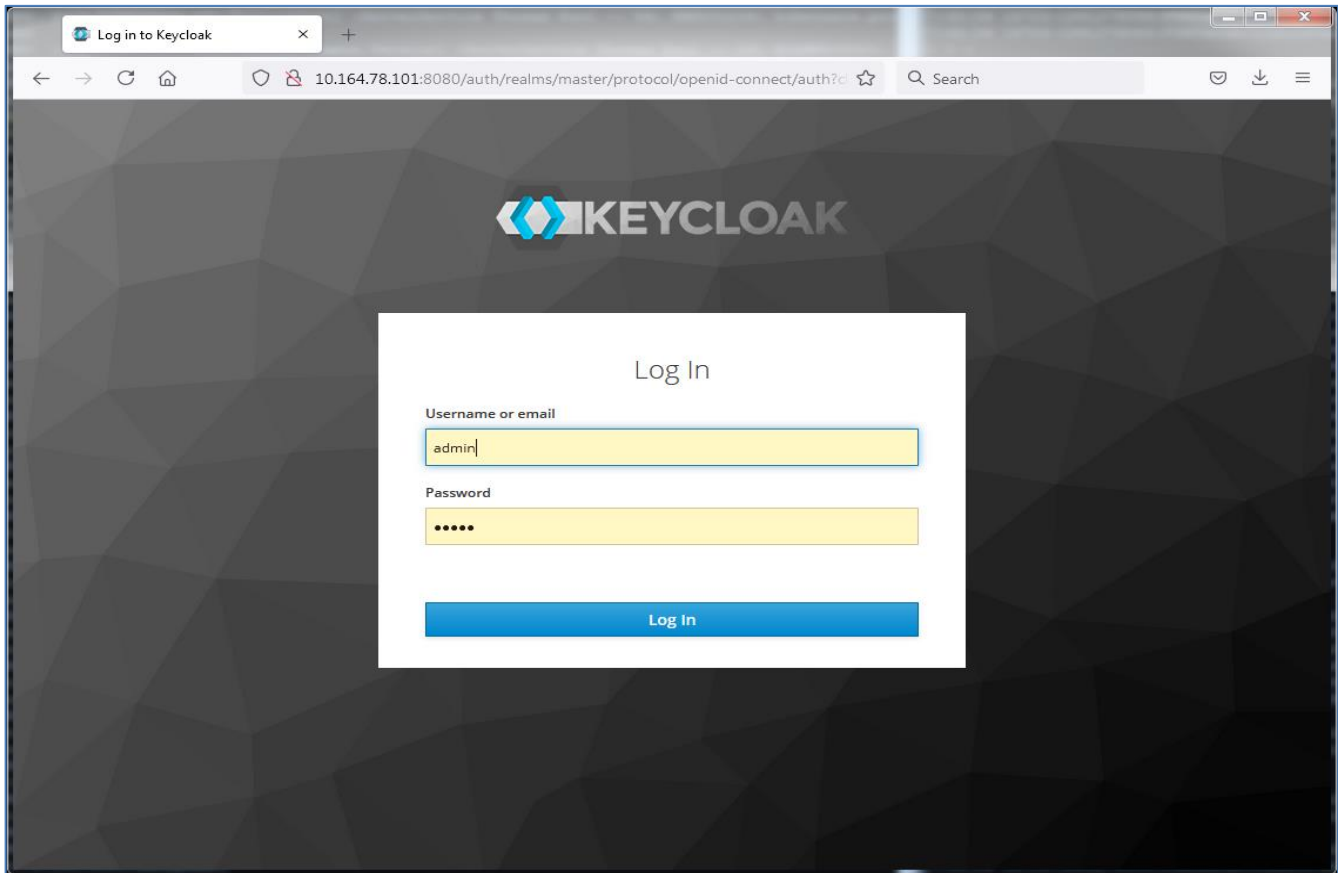 Log in to Keycloak
10.164.78.101:8080/auth/realms/master/protocol/openid-connect/auth?c
Search
KEYCLOAK
Log In
Username or email
admin
Password
•••••
Log In